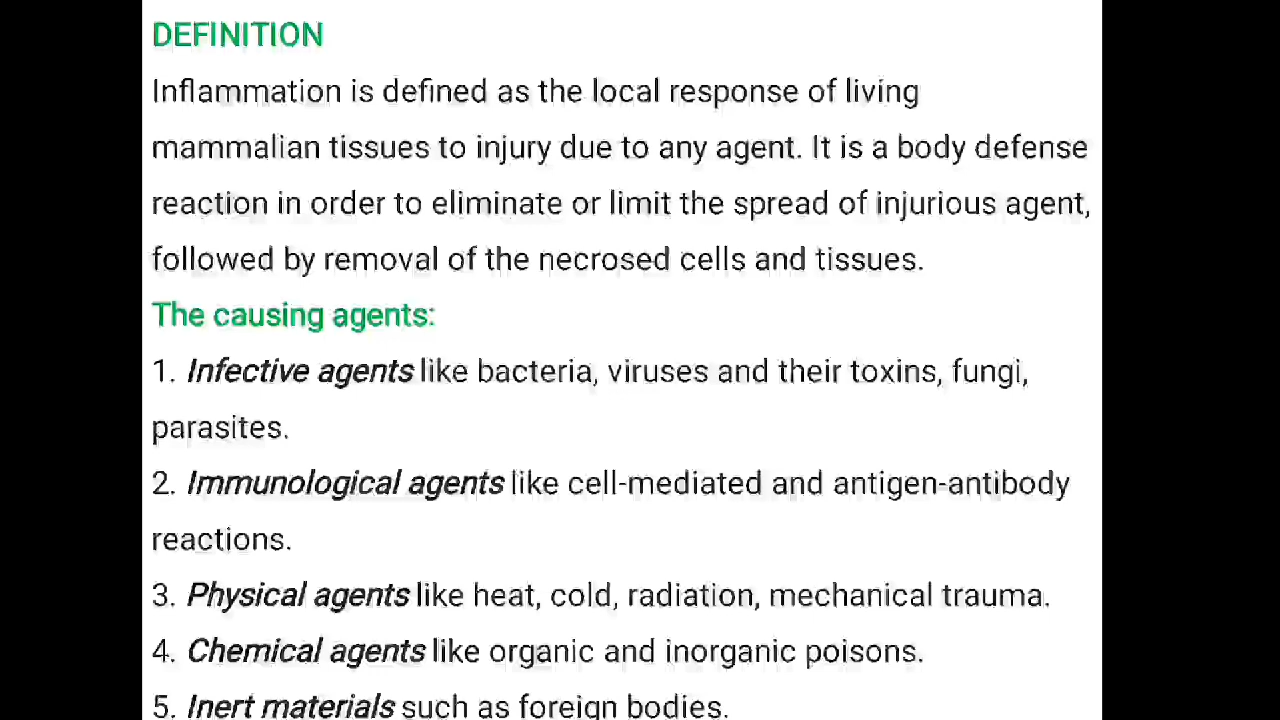 DEFINITION
Inflammation is defined as the local response of living
mammalian tissues to injury due to any agent. It is a body defense
reaction in order to eliminate or limit the spread of injurious agent,
followed by removal of the necrosed cells and tissues.
The causing agents:
1. Infective agents like bacteria, viruses and their toxins, fungi,
parasites.
2. Immunological agents like cell-mediated and antigen-antibody
reactions.
3. Physical agents like heat, cold, radiation, mechanical trauma.
4. Chemical agents like organic and inorganic poisons.
5. Inert materials such as foreign bodies.